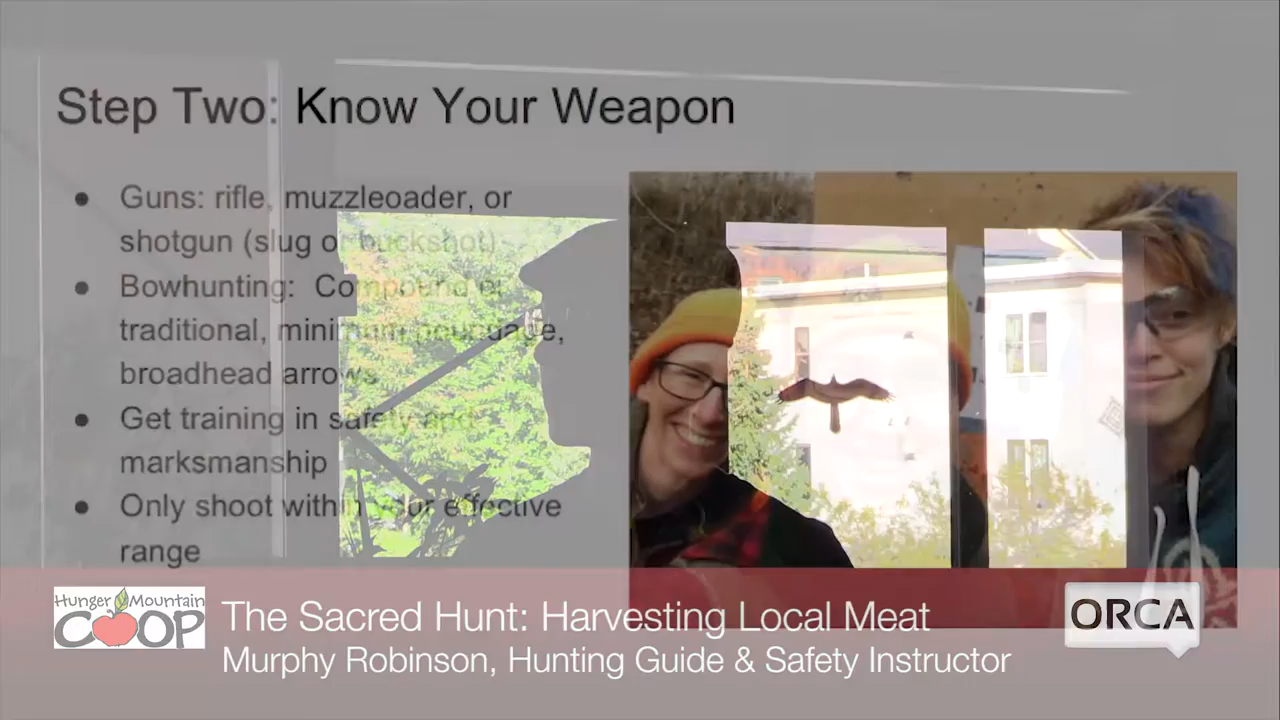 Step Two: Know Your Weapon
● Guns: rifle, muzzleoader, or
shotgun (slug or buckshot)
● Bowhunting: Compound or
traditional, minimum poundage,
broadhead arrows
● Get training in safety and
marksmanship
● Only shoot within your effective
range
Hunger Mountain
COOP
The Sacred Hunt: Harvesting Local Meat
Murphy Robinson, Hunting Guide & Safety Instructor
ORCA